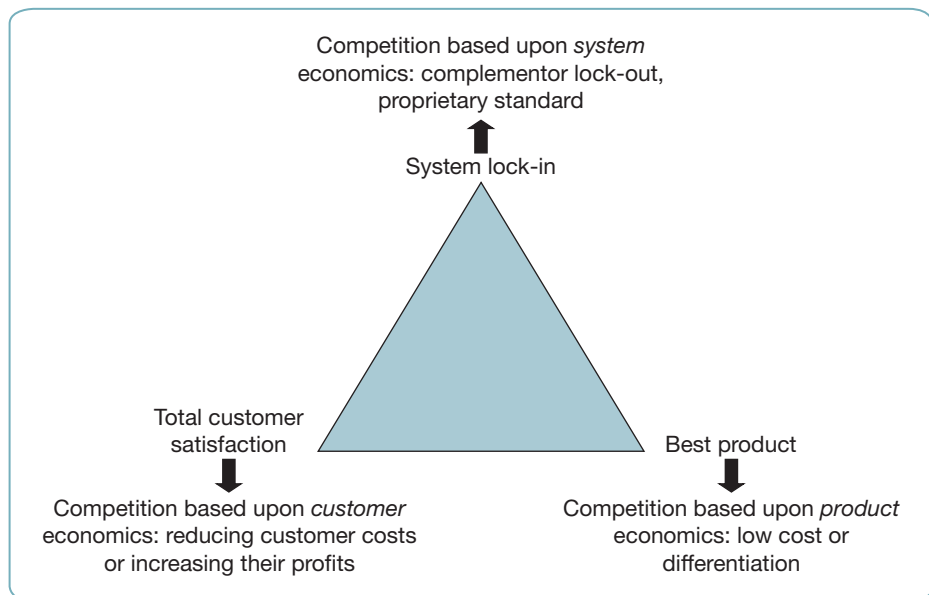 Competition based upon system
economics: complementor lock-out,
proprietary standard
System lock-in
Total customer
satisfaction
Best product
Competition based upon customer
economics: reducing customer costs
or increasing their profits
Competition based upon product
economics: low cost or
differentiation